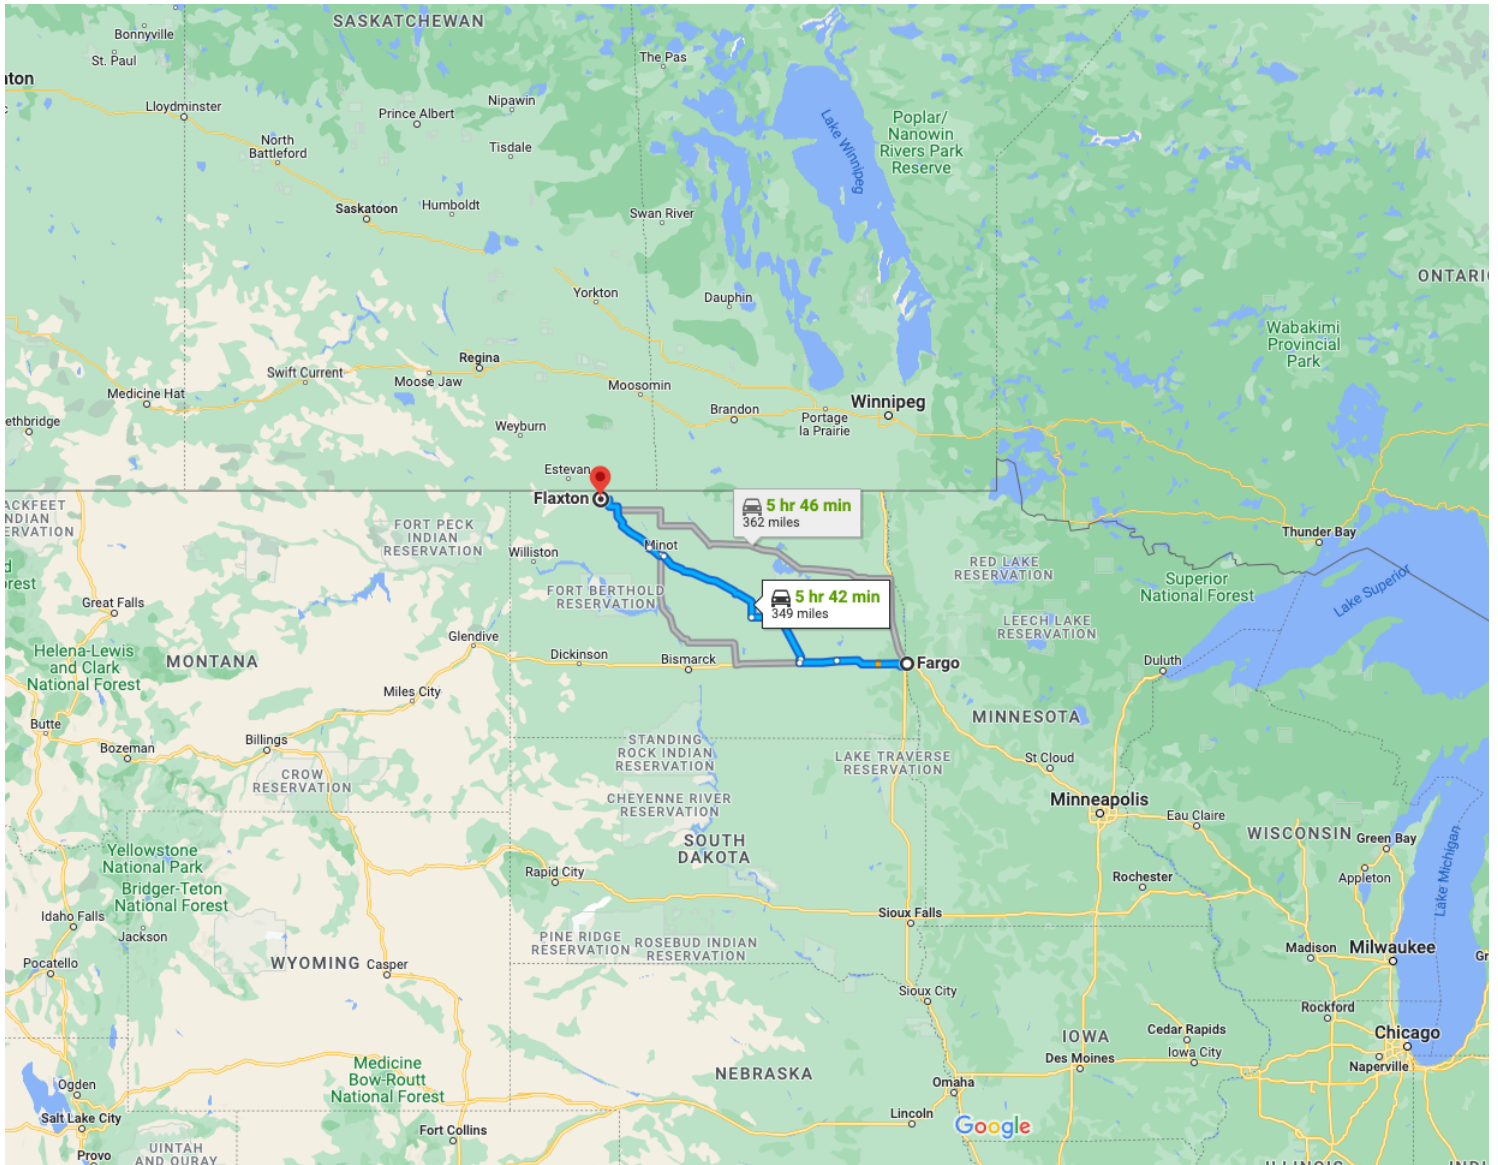 SASKATCHEWAN
Bonnyville
St. Paul
The Pas
Lloydminster
Prince Albert
Nipawin
North
Battleford
Tisdale
Lake Winnipeg
Poplar/
Nanowin
Rivers Park
Reserve
Saskatoon
Humboldt
Swan River
Yorkton
Dauphin
Wabakimi
Provincial
Park
Regina
Swift Current
Moose Jaw
Medicine Hat
Moosomin
Brandon
Portage
la Prairie
Winnipeg
Weyburn
Estevan
Flaxton
5 hr 46 min
362 miles
FORT PECK
INDIAN
RESERVATION
Williston
Minot
RED LAKE
RESERVATION
Thunder Bay
Superior
National Forest
Lake Superior
Great Falls
FORT BERTHOLD
RESERVATION
5 hr 42 min
349 miles
LEECH LAKE
RESERVATION
Helena-Lewis
and Clark
National Forest
MONTANA
Glendive
Dickinson
Bismarck
Fargo
Duluth
Miles City
Butte
Bozeman
Billings
CROW
RESERVATION
STANDING
ROCK INDIAN
RESERVATION
MINNESOTA
LAKE TRAVERSE
RESERVATION
St Cloud
CHEYENNE RIVER
RESERVATION
Minneapolis
Eau Claire
WISCONSIN
Green Bay
Appleton
Lake Michigan
Yellowstone
National Park
Bridger-Teton
National Forest
SOUTH
DAKOTA
Rapid City
Rochester
Idaho Falls
Jackson
Sioux Falls
PINE RIDGE
RESERVATION
ROSEBUD INDIAN
RESERVATION
Madison
Milwaukee
Pocatello
WYOMING
Casper
Sioux City
Rockford
IOWA
Cedar Rapids
Iowa City
Des Moines
Chicago
Naperville
Medicine
Bow-Routt
National Forest
NEBRASKA
Omaha
Ogden
Salt Lake City
Lincoln
Google
Fort Collins
Provo
UINTAH
AND OURAY